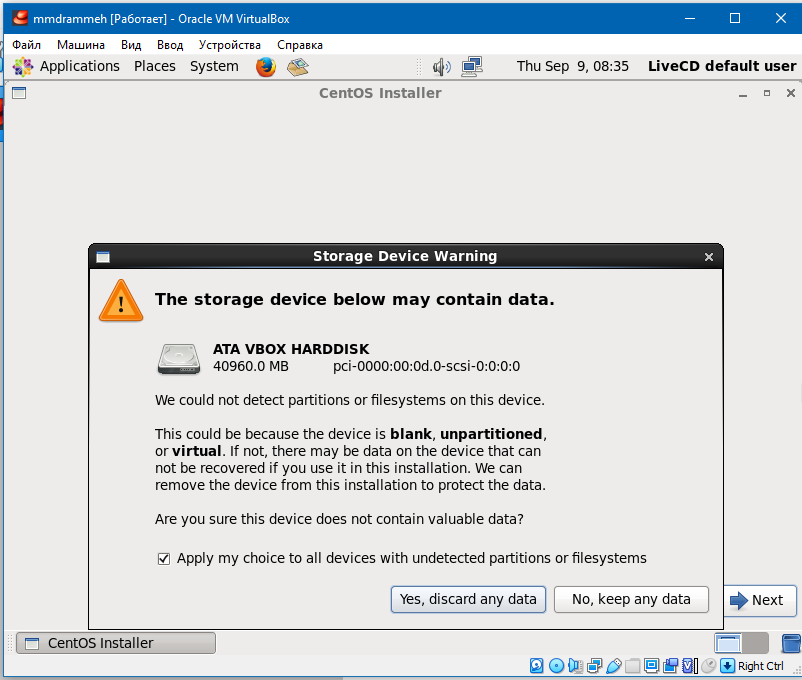 mmdrammeh [Работает] - Oracle VM VirtualBox
Файл Машина Вид Ввод Устройства Справка
Applications Places System Thu Sep 9, 08:35 LiveCD default user
CentOS Installer
Storage Device Warning
The storage device below may contain data.
ATA VBOX HARDDISK
40960.0 MB pci-0000:00:0d.0-scsi-0:0:0:0
We could not detect partitions or filesystems on this device.
This could be because the device is blank, unpartitioned,
or virtual. If not, there may be data on the device that can
not be recovered if you use it in this installation. We can
remove the device from this installation to protect the data.
Are you sure this device does not contain valuable data?
Apply my choice to all devices with undetected partitions or filesystems
Yes, discard any data No, keep any data Next
CentOS Installer
Right Ctrl